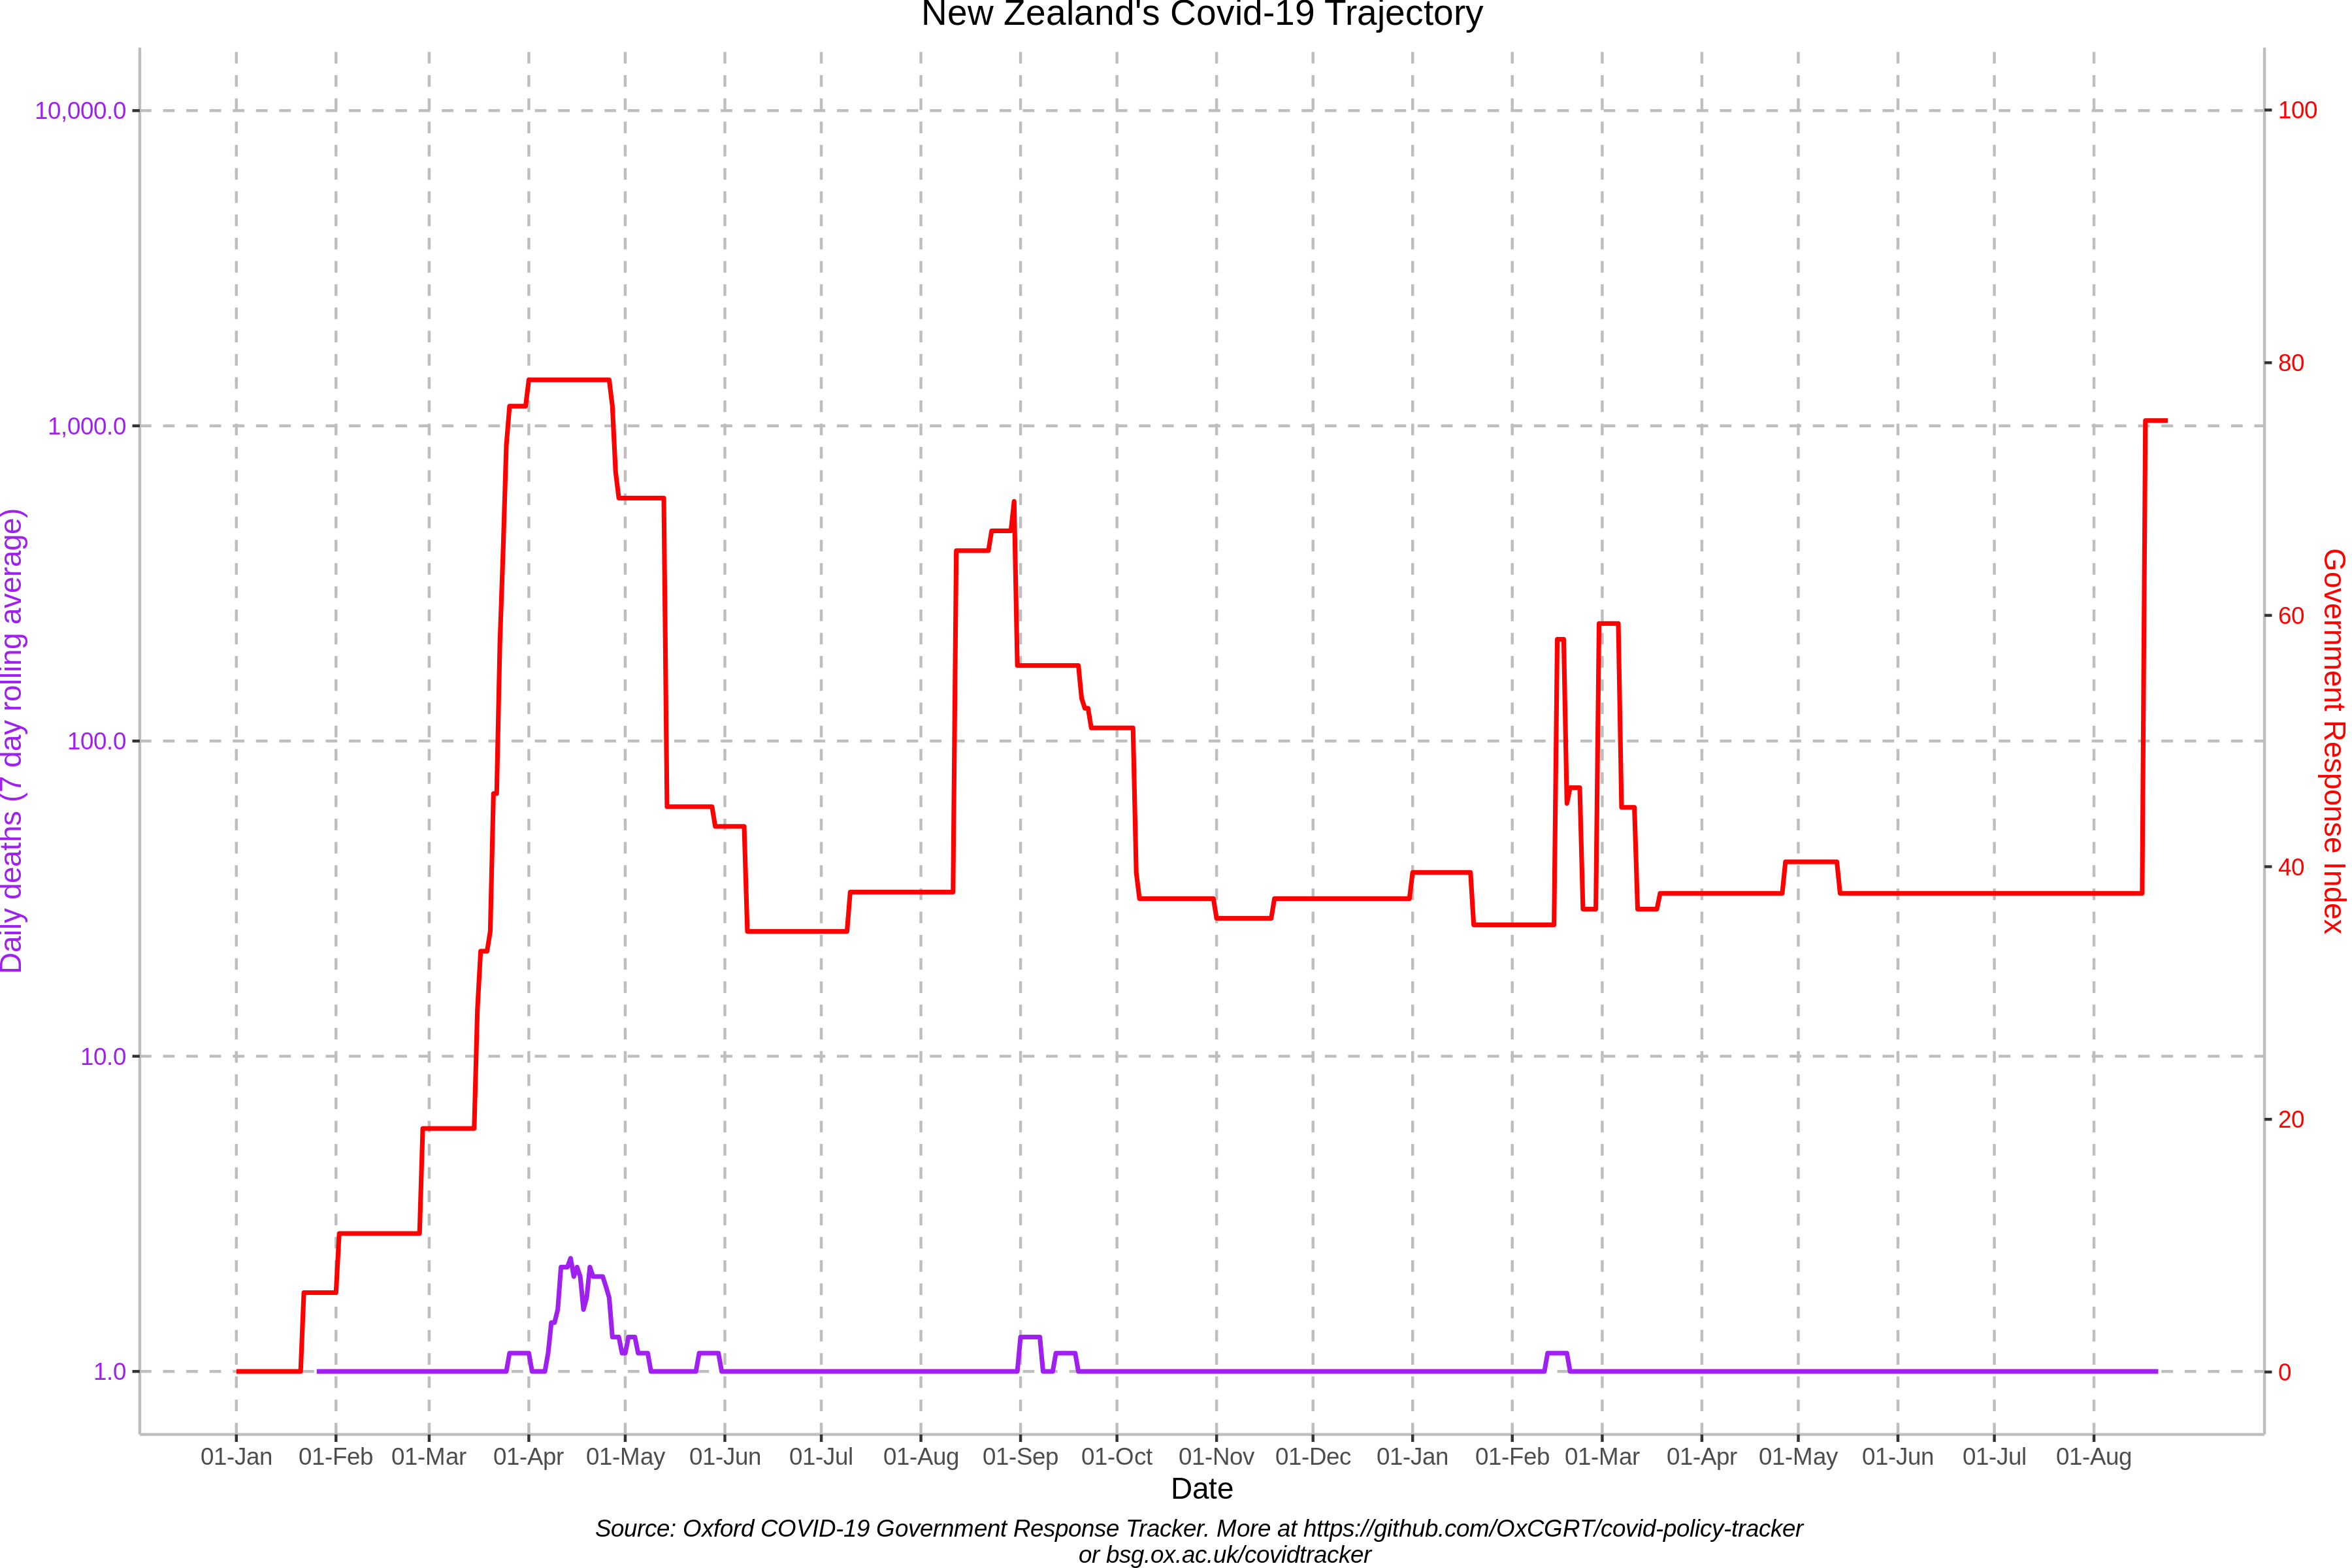 New Zealand's Covid-19 Trajectory
10,000.0
1,000.0
100.0
10.0
1.0
Daily deaths (7 day rolling average)
100
80
60
40
20
0
Government Response Index
01-Jan 01-Feb 01-Mar 01-Apr 01-May 01-Jun 01-Jul 01-Aug 01-Sep 01-Oct 01-Nov 01-Dec 01-Jan 01-Feb 01-Mar 01-Apr 01-May 01-Jun 01-Jul 01-Aug
Date
Source: Oxford COVID-19 Government Response Tracker. More at https://github.com/OxCGRT/covid-policy-tracker
or bsg.ox.ac.uk/covidtracker